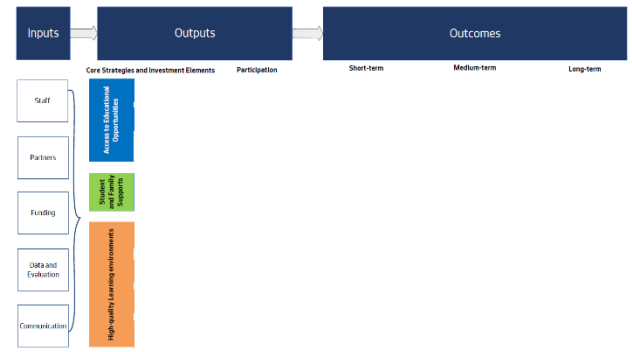 Inputs
Outputs
Outcomes
Core Strategies and Investment Elements
Participation
Short-term
Medium-term
Long-term
Staff
Partners
Funding
Data and
Evaluation
Communication
Access to Educational
Opportunities
Student
and Family
Supports
High-quality Learning environments